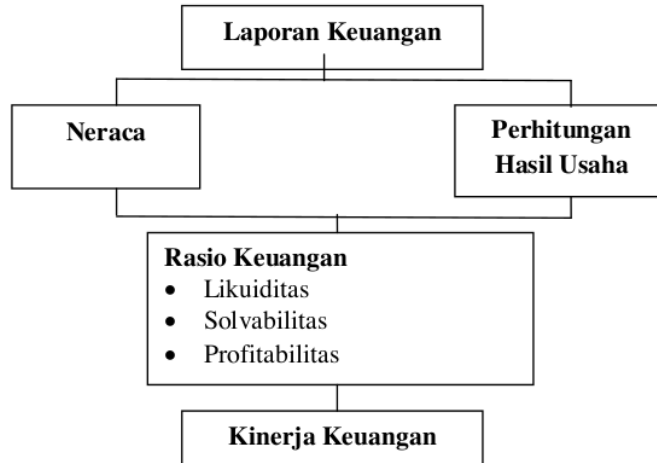 Laporan Keuangan
Neraca
Perhitungan
Hasil Usaha
Rasio Keuangan
• Likuiditas
• Solvabilitas
• Profitabilitas
Kinerja Keuangan